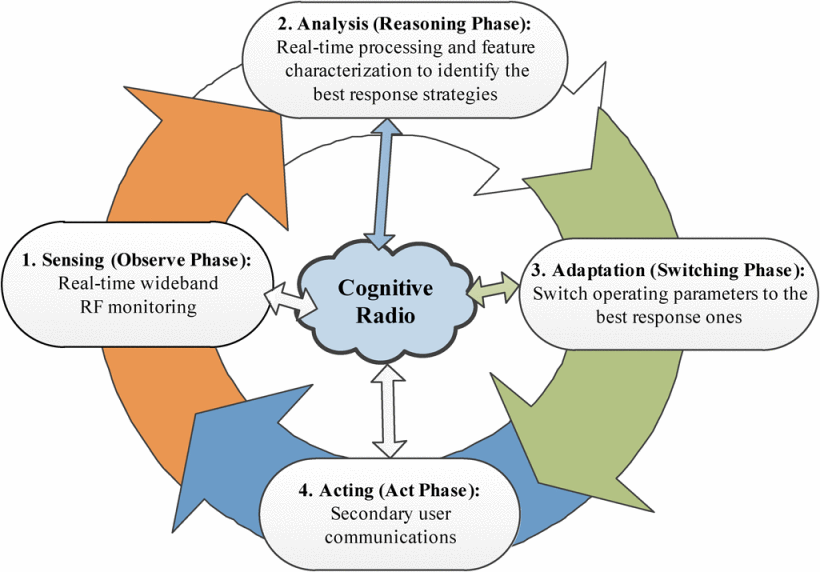 2. Analysis (Reasoning Phase):
Real-time processing and feature
characterization to identify the
best response strategies
1. Sensing (Observe Phase):
Real-time wideband
RF monitoring
Cognitive
Radio
3. Adaptation (Switching Phase):
Switch operating parameters to the
best response ones
4. Acting (Act Phase):
Secondary user
communications